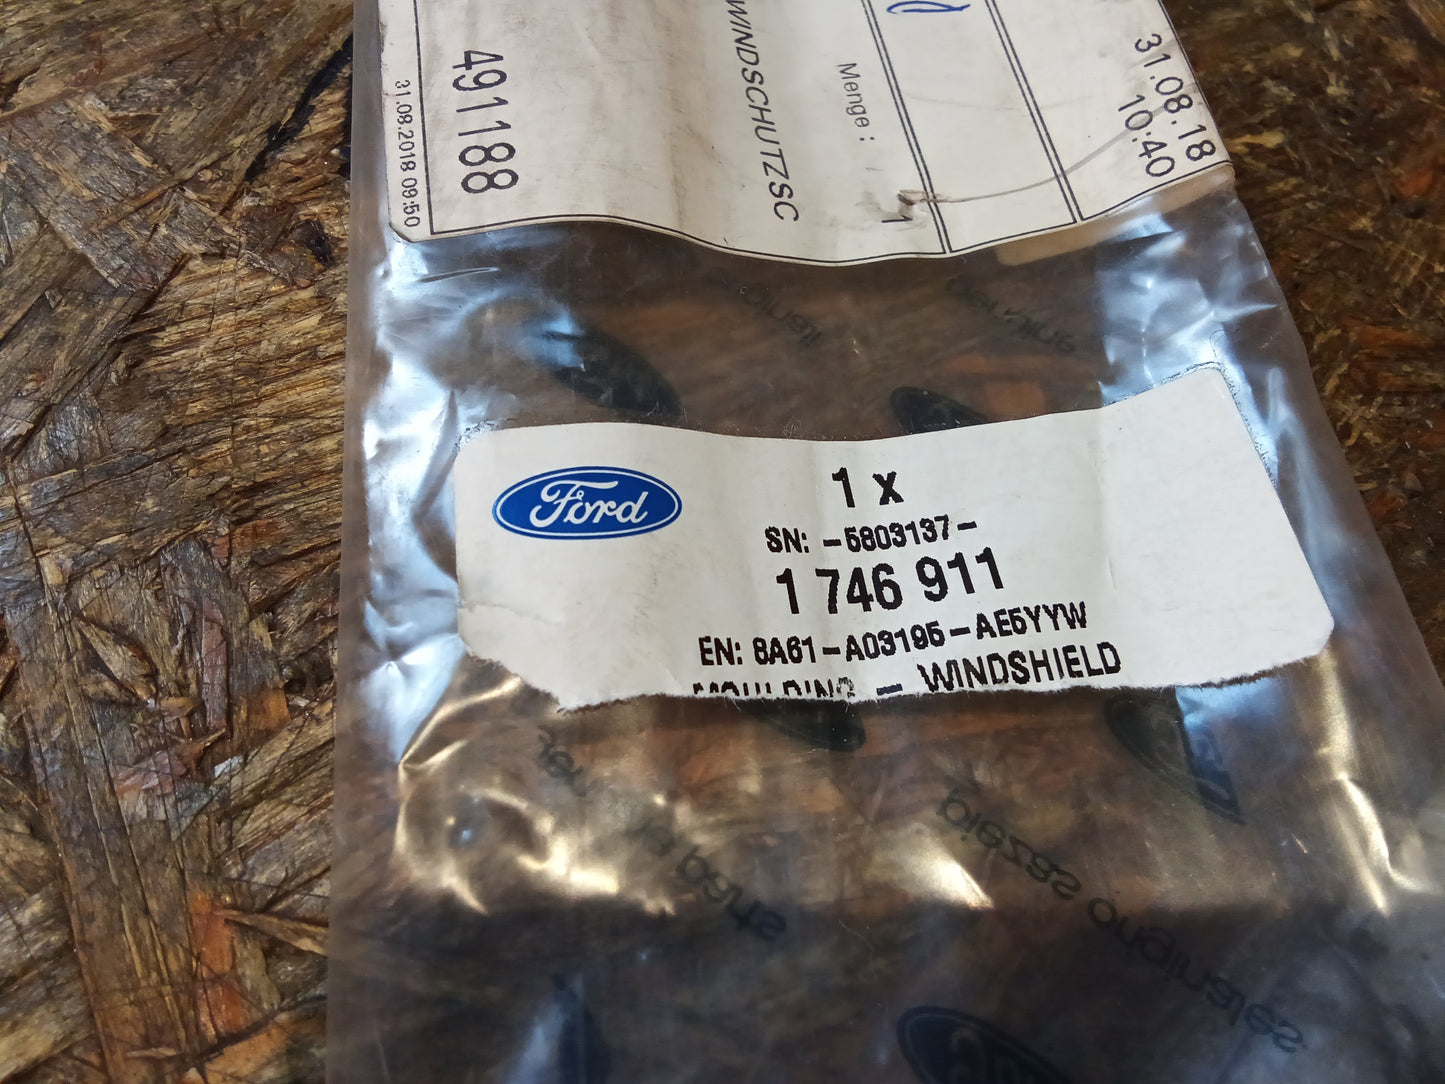 31.08.2018 09:50
491188
WINDSCHUTZSC
Menge: 1
31.08.18
10:40
Ford
1 x
SN: -5803137-
1 746 911
EN: 8A61-A03195-AE5YYW
MOULDING - WINDSHIELD